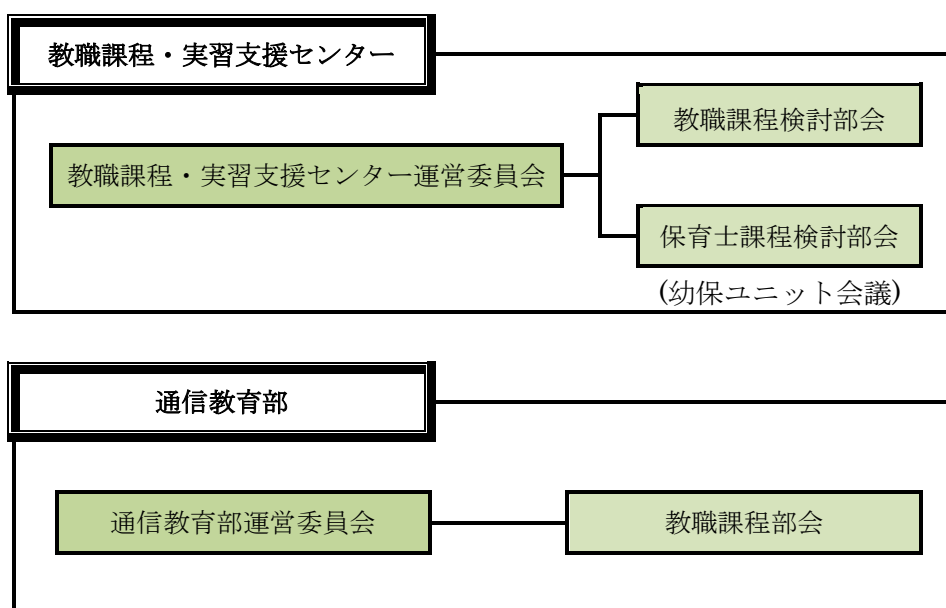 教職課程・実習支援センター
教職課程検討部会
教職課程・実習支援センター運営委員会
保育士課程検討部会
(幼保ユニット会議)
通信教育部
通信教育部運営委員会
教職課程部会